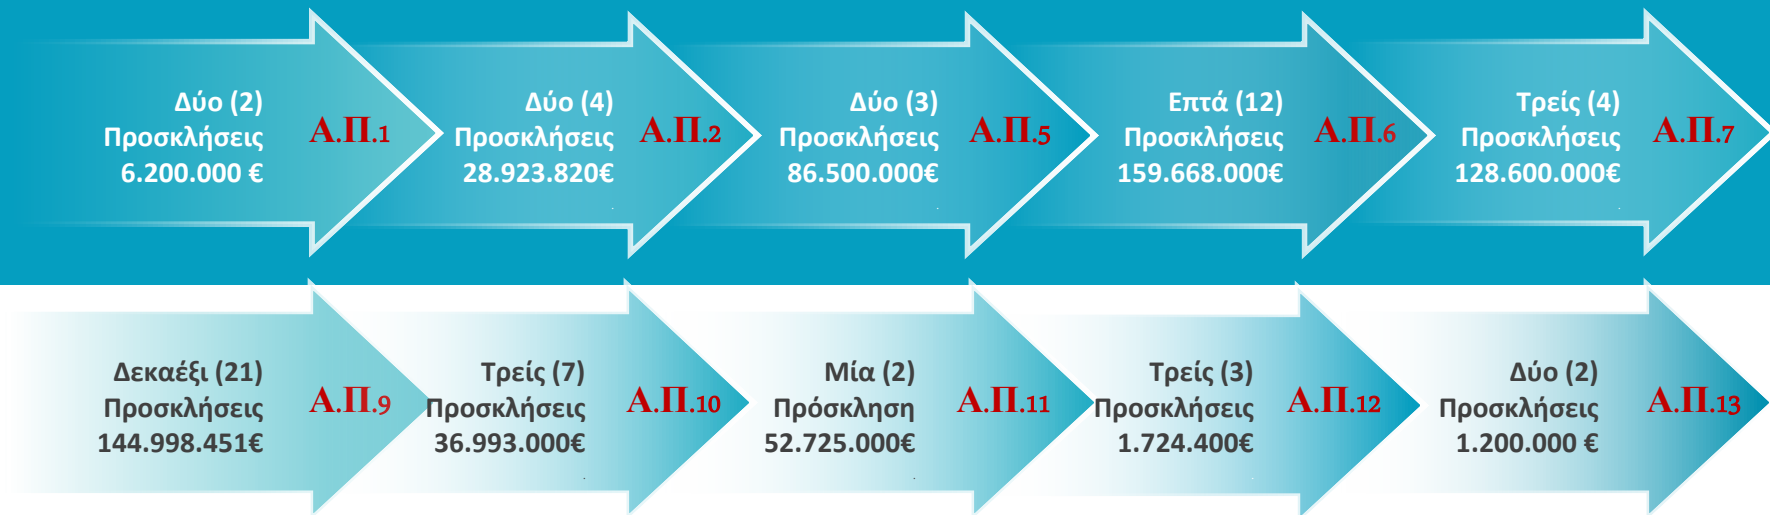 Δύο (2)
Προσκλήσεις
6.200.000 €
Α.Π.1
Δύο (4)
Προσκλήσεις
28.923.820€
Α.Π.2
Δύο (3)
Προσκλήσεις
86.500.000€
Α.Π.5
Επτά (12)
Προσκλήσεις
159.668.000€
Α.Π.6
Τρείς (4)
Προσκλήσεις
128.600.000€
Α.Π.7
Δεκαέξι (21)
Προσκλήσεις
144.998.451€
Α.Π.9
Τρείς (7)
Προσκλήσεις
36.993.000€
Α.Π.10
Μία (2)
Πρόσκληση
52.725.000€
Α.Π.11
Τρείς (3)
Προσκλήσεις
1.724.400€
Α.Π.12
Δύο (2)
Προσκλήσεις
1.200.000 €
Α.Π.13